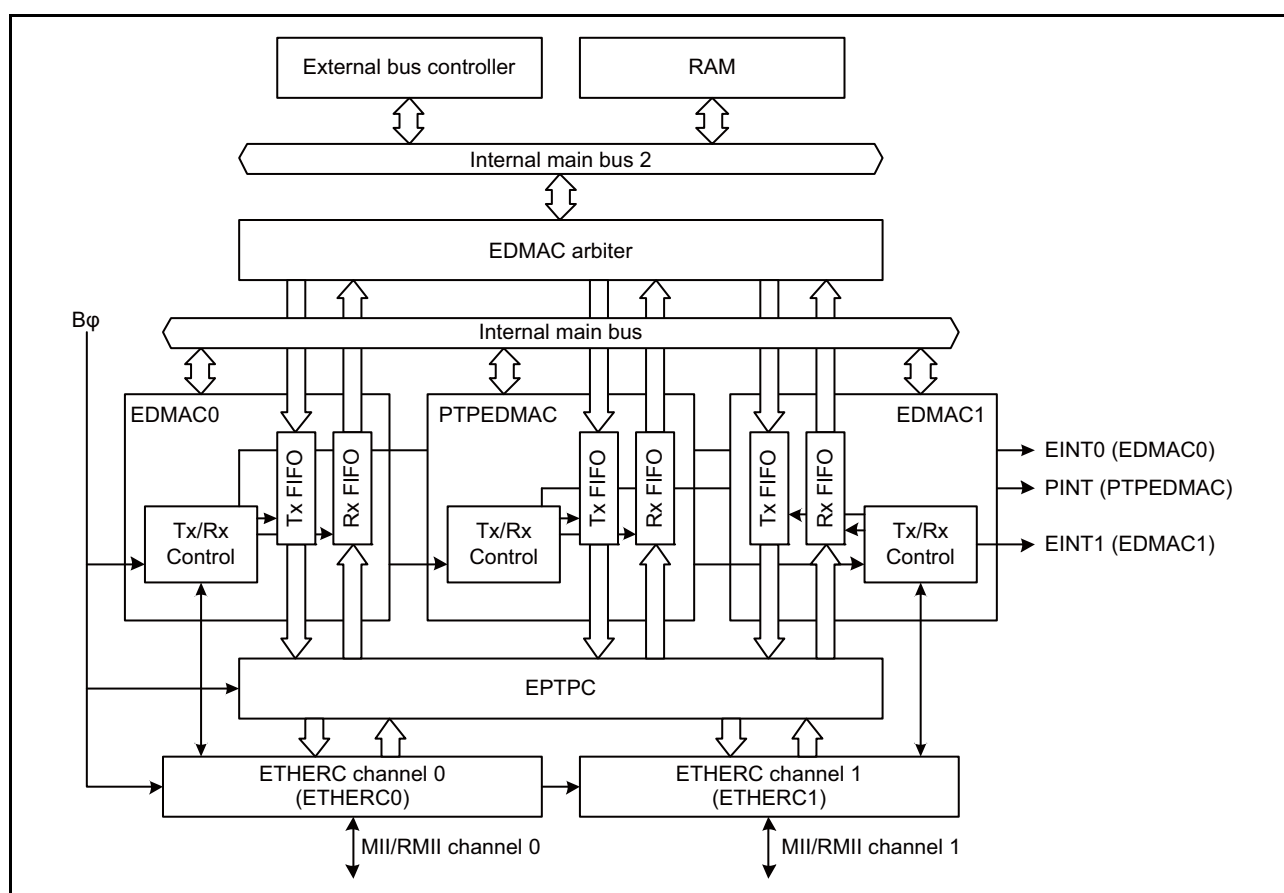 External bus controller
RAM
Internal main bus 2
EDMAC arbiter
Bφ
Internal main bus
EDMAC0
PTPEDMAC
EDMAC1
Tx FIFO
Rx FIFO
Tx FIFO
Rx FIFO
Tx FIFO
Rx FIFO
EINT0 (EDMAC0)
PINT (PTPEDMAC)
EINT1 (EDMAC1)
Tx/Rx
Control
Tx/Rx
Control
Tx/Rx
Control
EPTPC
ETHERC channel 0
(ETHERC0)
ETHERC channel 1
(ETHERC1)
MII/RMII channel 0
MII/RMII channel 1